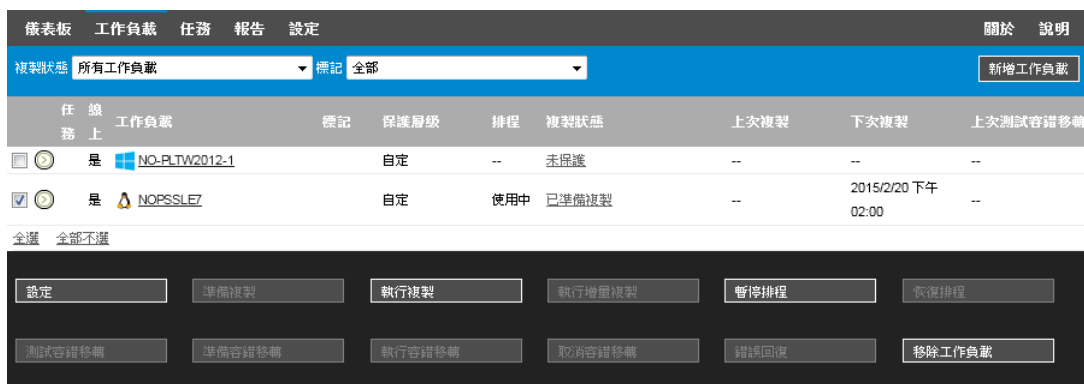 儀表板 工作負載 任務 報告 設定 關於 說明
複製狀態 所有工作負載 標記 全部 新增工作負載
任務 線上 工作負載 標記 保護層級 排程 複製狀態 上次複製 下次複製 上次測試容錯移轉
是 NO-PLTW2012-1 自定 -- 未保護 -- -- --
是 NOPSSLE7 自定 使用中 已準備複製 -- 2015/2/20 下午 02:00 --
全選 全部不選
設定 準備複製 執行複製 執行增量複製 暫停排程 恢復排程
測試容錯移轉 準備容錯移轉 執行容錯移轉 取消容錯移轉 錯誤回復 移除工作負載